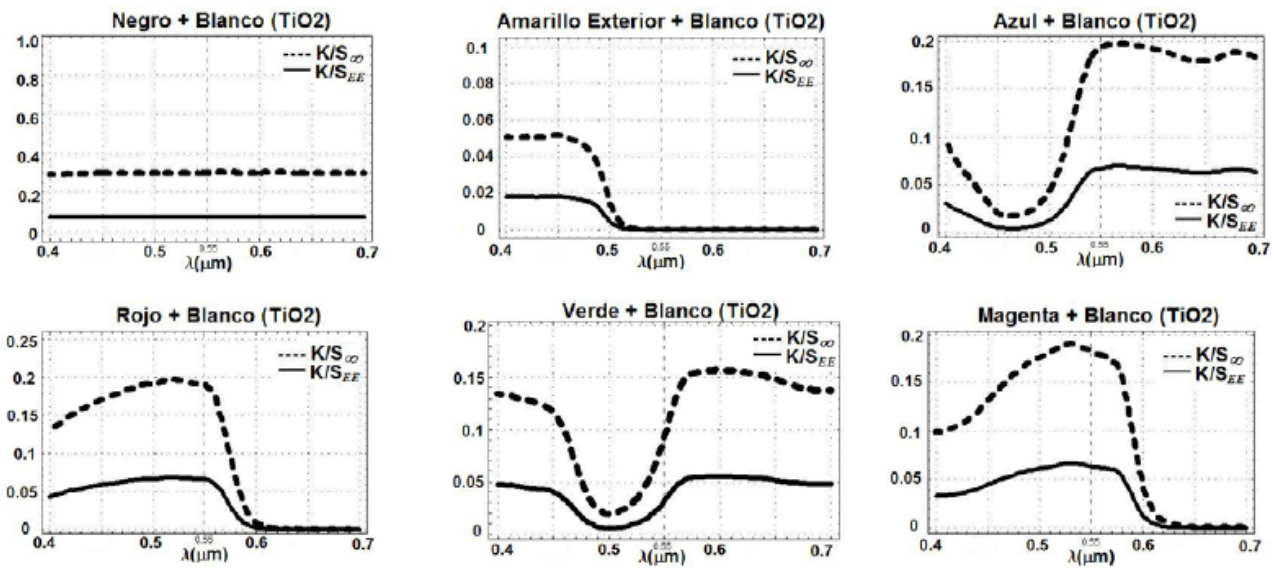 Negro + Blanco (TiO2)
1.0
0.8
0.6
0.4
0.2
0
K/S∞
K/SEE
0.4
0.5
0.55
0.6
0.7
λ(μm)
Amarillo Exterior + Blanco (TiO2)
0.1
0.08
0.06
0.04
0.02
0
K/S∞
K/SEE
0.4
0.5
0.55
0.6
0.7
λ(μm)
Azul + Blanco (TiO2)
0.2
0.15
0.1
0.05
0
K/S∞
K/SEE
0.4
0.5
0.55
0.6
0.7
λ(μm)
Rojo + Blanco (TiO2)
0.25
0.2
0.15
0.1
0.05
0
K/S∞
K/SEE
0.4
0.5
0.55
0.6
0.7
λ(μm)
Verde + Blanco (TiO2)
0.2
0.15
0.1
0.05
0
K/S∞
K/SEE
0.4
0.5
0.55
0.6
0.7
λ(μm)
Magenta + Blanco (TiO2)
0.2
0.15
0.1
0.05
0
K/S∞
K/SEE
0.4
0.5
0.55
0.6
0.7
λ(μm)